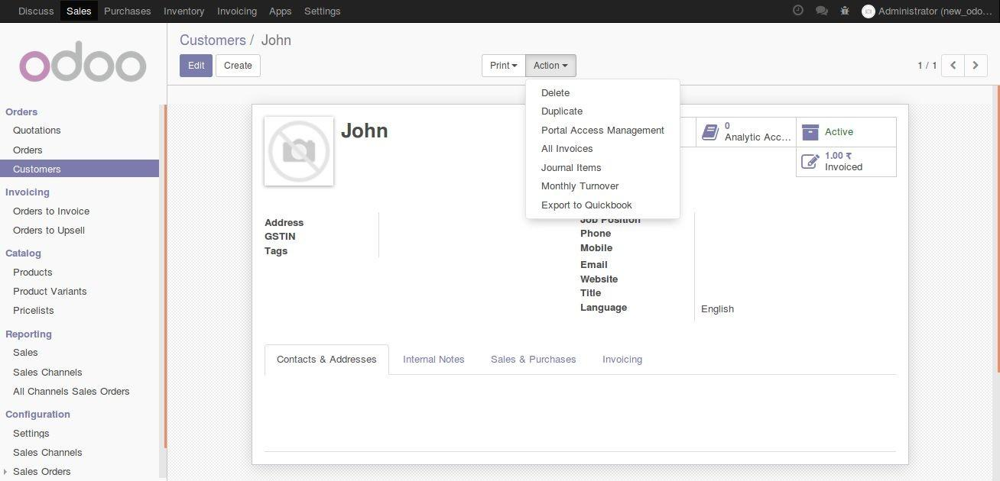 Discuss Sales Purchases Inventory Invoicing Apps Settings Administrator (new_odo...
odoo
Customers / John
Edit Create Print Action 1 / 1
Orders
Quotations
Orders
Customers
Invoicing
Orders to Invoice
Orders to Upsell
Catalog
Products
Product Variants
Pricelists
Reporting
Sales
Sales Channels
All Channels Sales Orders
Configuration
Settings
Sales Channels
Sales Orders
Delete
Duplicate
Portal Access Management
All Invoices
Journal Items
Monthly Turnover
Export to Quickbook
John
0
Analytic Acc...
Active
1.00 ₹
Invoiced
Address
GSTIN
Tags
Job Position
Phone
Mobile
Email
Website
Title
Language English
Contacts & Addresses Internal Notes Sales & Purchases Invoicing